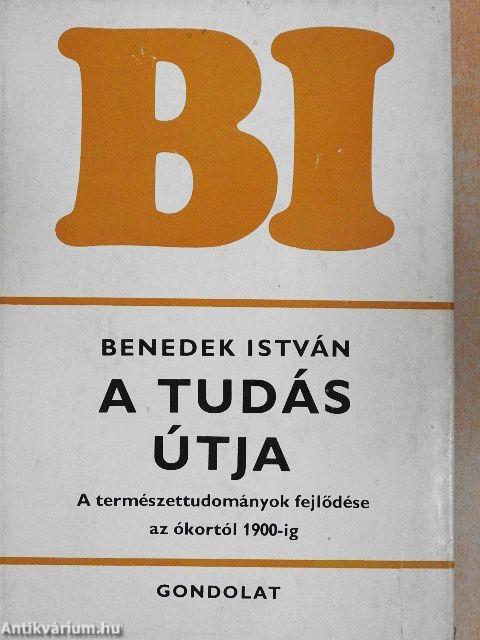 BI
BENEDEK ISTVÁN
A TUDÁS
ÚTJA
A természettudományok fejlődése
az ókortól 1900-ig
GONDOLAT
Antikvárium.hu